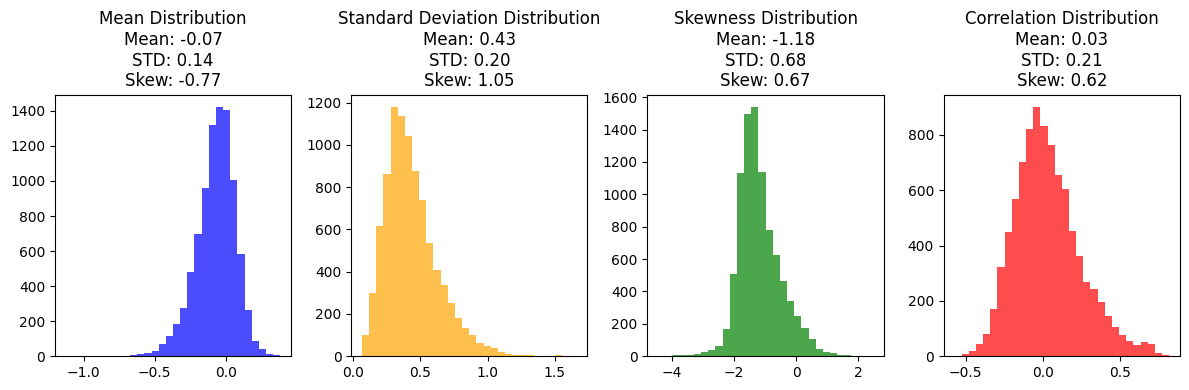 Mean Distribution
Mean: -0.07
STD: 0.14
Skew: -0.77
1400
1200
1000
800
600
400
200
0
−1.0
−0.5
0.0
Standard Deviation Distribution
Mean: 0.43
STD: 0.20
Skew: 1.05
1200
1000
800
600
400
200
0
0.0
0.5
1.0
1.5
Skewness Distribution
Mean: -1.18
STD: 0.68
Skew: 0.67
1600
1400
1200
1000
800
600
400
200
0
−4
−2
0
2
Correlation Distribution
Mean: 0.03
STD: 0.21
Skew: 0.62
800
600
400
200
0
−0.5
0.0
0.5